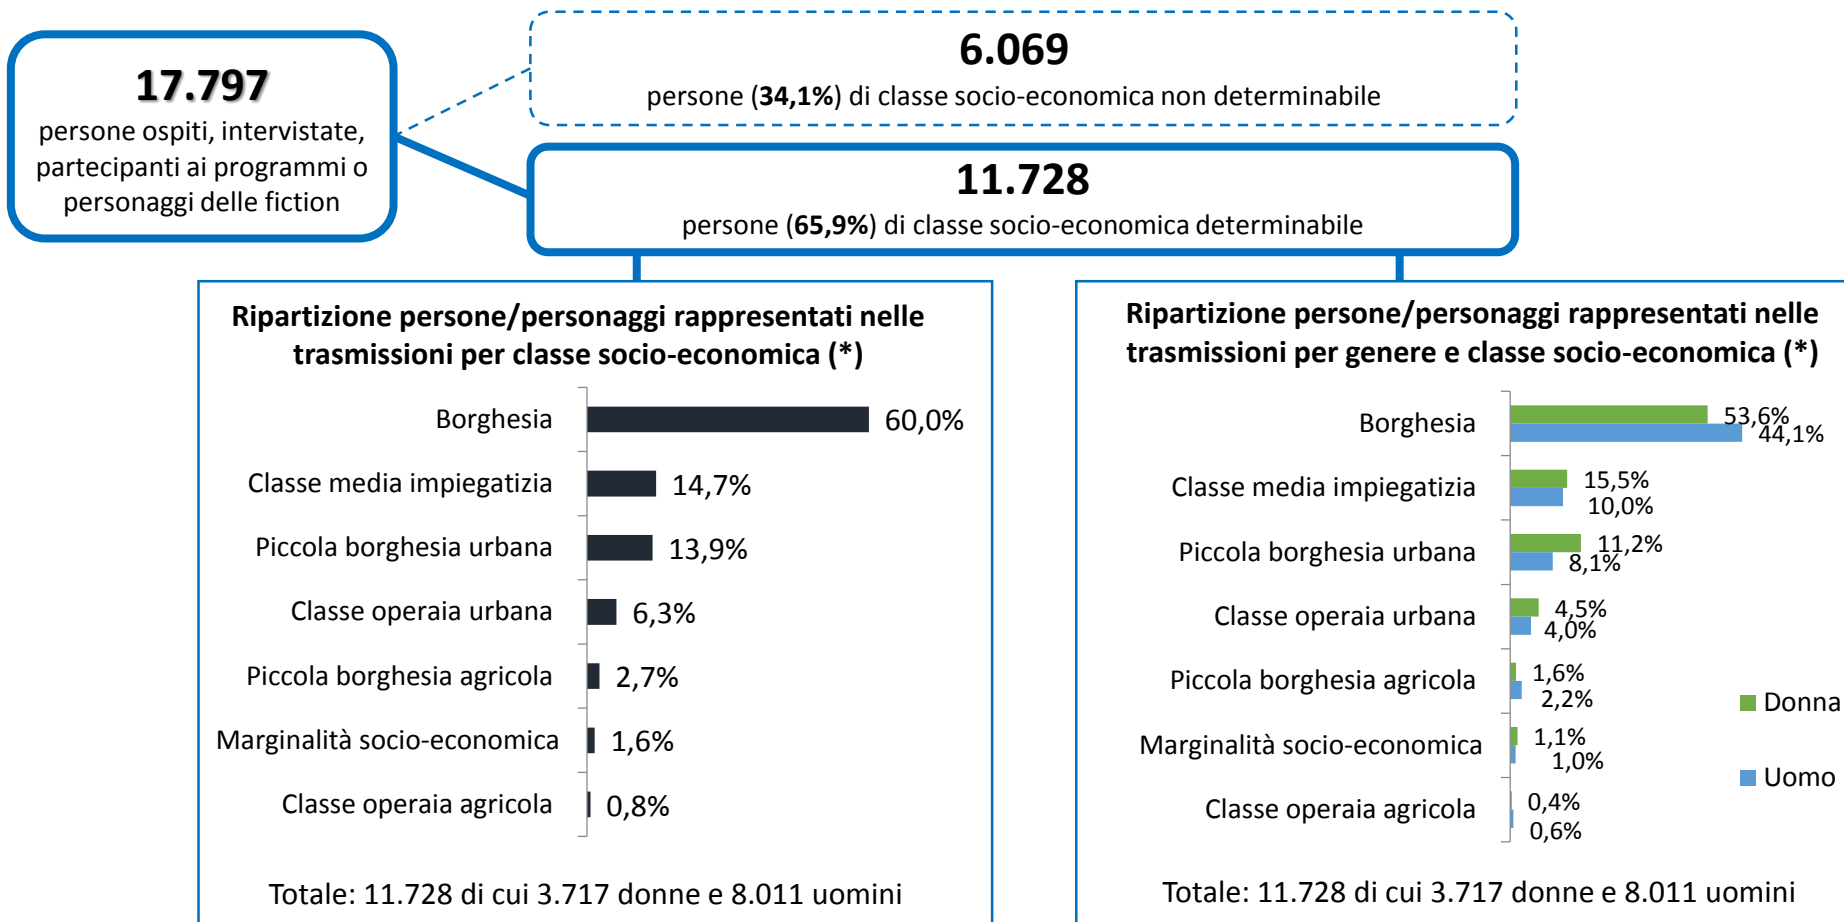 17.797
persone ospiti, intervistate,
partecipanti ai programmi o
personaggi delle fiction
6.069
persone (34,1%) di classe socio-economica non determinabile
11.728
persone (65,9%) di classe socio-economica determinabile
Ripartizione persone/personaggi rappresentati nelle
trasmissioni per classe socio-economica (*)
Borghesia 60,0%
Classe media impiegatizia 14,7%
Piccola borghesia urbana 13,9%
Classe operaia urbana 6,3%
Piccola borghesia agricola 2,7%
Marginalità socio-economica 1,6%
Classe operaia agricola 0,8%
Totale: 11.728 di cui 3.717 donne e 8.011 uomini
Ripartizione persone/personaggi rappresentati nelle
trasmissioni per genere e classe socio-economica (*)
Borghesia 53,6%
44,1%
Classe media impiegatizia 15,5%
10,0%
Piccola borghesia urbana 11,2%
8,1%
Classe operaia urbana 4,5%
4,0%
Piccola borghesia agricola 1,6%
2,2%
Marginalità socio-economica 1,1%
1,0%
Classe operaia agricola 0,4%
0,6%
Donna
Uomo
Totale: 11.728 di cui 3.717 donne e 8.011 uomini